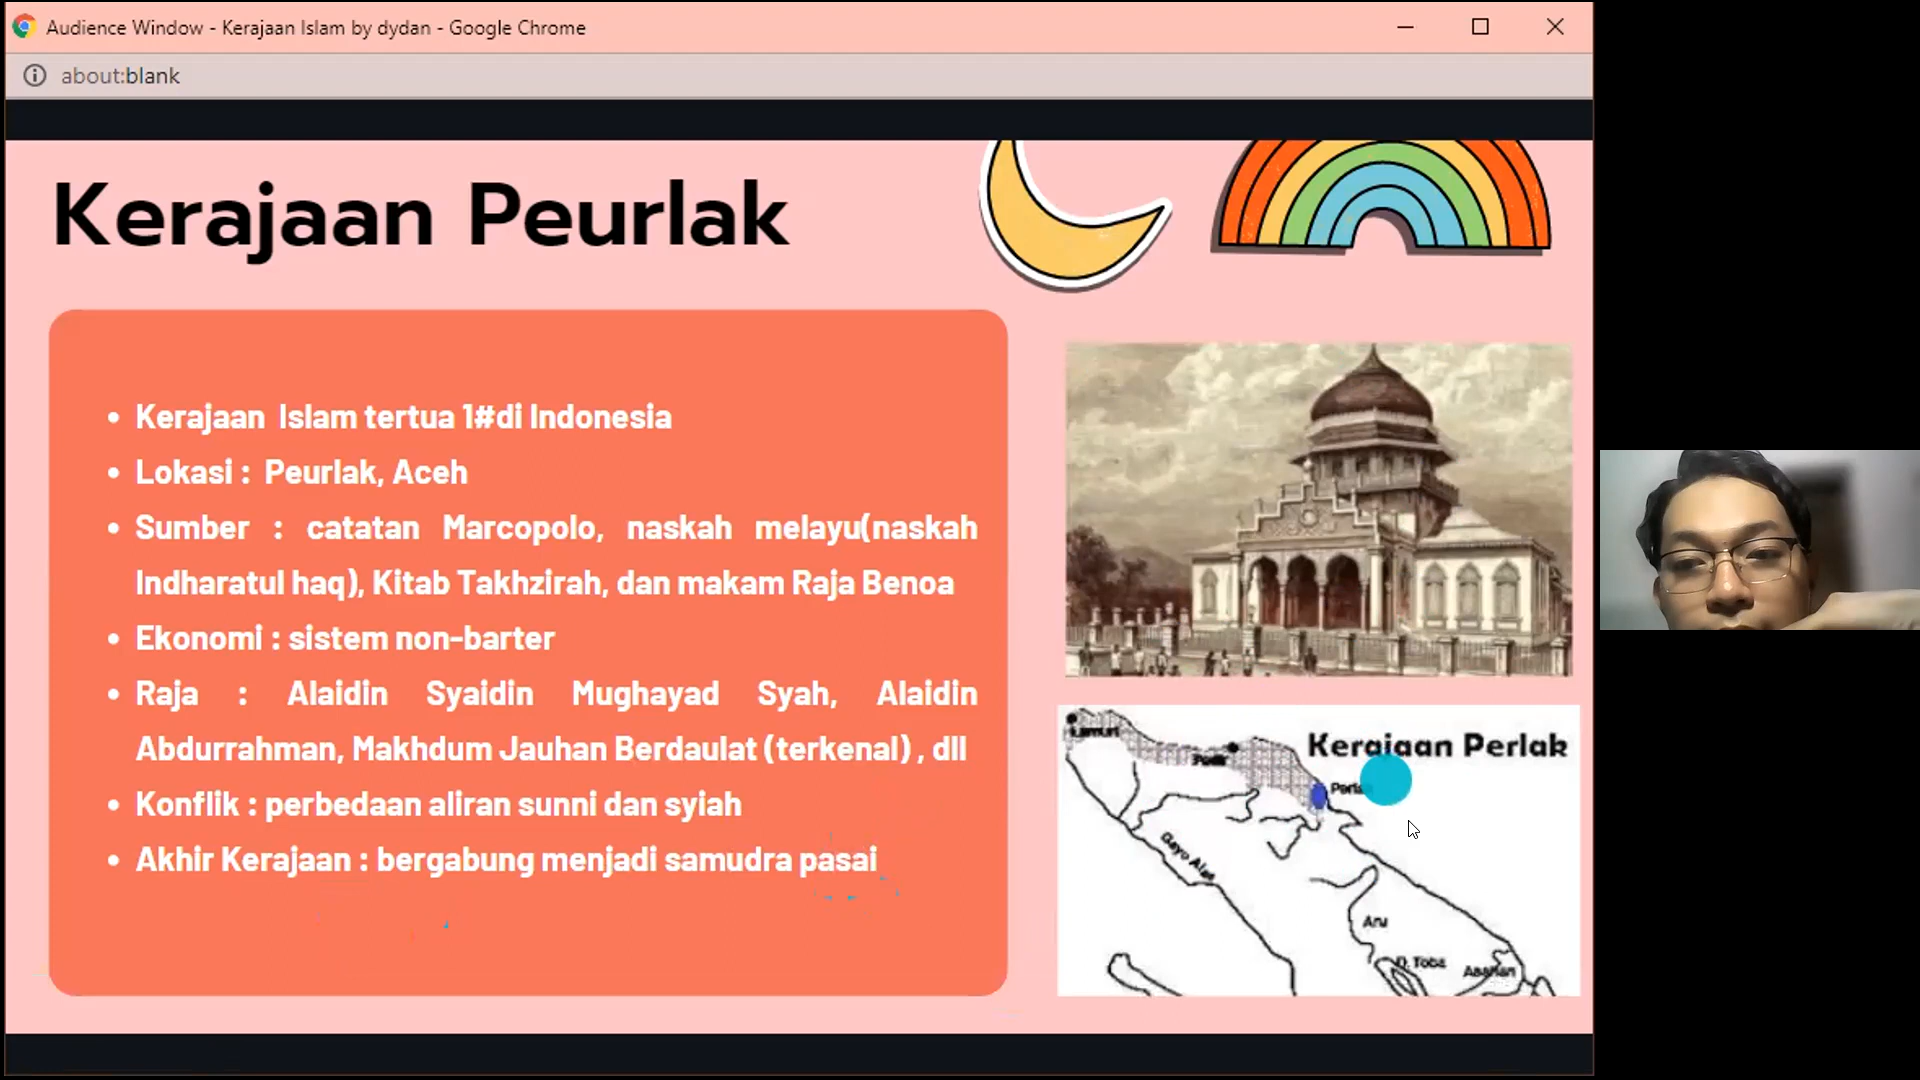 Audience Window - Kerajaan Islam by dydan - Google Chrome
about:blank
Kerajaan Peurlak
• Kerajaan Islam tertua 1#di Indonesia
• Lokasi : Peurlak, Aceh
• Sumber : catatan Marcopolo, naskah melayu(naskah
Indharatul haq), Kitab Takhzirah, dan makam Raja Benoa
• Ekonomi : sistem non-barter
• Raja : Alaidin Syaidin Mughayad Syah, Alaidin
Abdurrahman, Makhdum Jauhan Berdaulat (terkenal) , dll
• Konflik : perbedaan aliran sunni dan syiah
• Akhir Kerajaan : bergabung menjadi samudra pasai
Kerajaan Perlak
Gayo Alas
Aru
D. Toba
Asahan